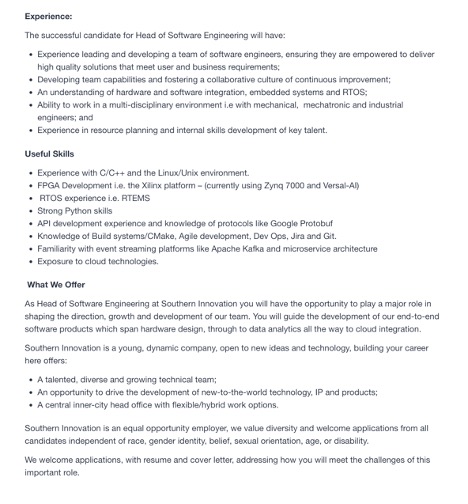 Experience:
The successful candidate for Head of Software Engineering will have:
• Experience leading and developing a team of software engineers, ensuring they are empowered to deliver
high quality solutions that meet user and business requirements;
• Developing team capabilities and fostering a collaborative culture of continuous improvement;
• An understanding of hardware and software integration, embedded systems and RTOS;
• Ability to work in a multi-disciplinary environment i.e with mechanical, mechatronic and industrial
engineers; and
• Experience in resource planning and internal skills development of key talent.
Useful Skills
• Experience with C/C++ and the Linux/Unix environment.
• FPGA Development i.e. the Xilinx platform – (currently using Zynq 7000 and Versal-AI)
• RTOS experience i.e. RTEMS
• Strong Python skills
• API development experience and knowledge of protocols like Google Protobuf
• Knowledge of Build systems/CMake, Agile development, Dev Ops, Jira and Git.
• Familiarity with event streaming platforms like Apache Kafka and microservice architecture
• Exposure to cloud technologies.
What We Offer
As Head of Software Engineering at Southern Innovation you will have the opportunity to play a major role in
shaping the direction, growth and development of our team. You will guide the development of our end-to-end
software products which span hardware design, through to data analytics all the way to cloud integration.
Southern Innovation is a young, dynamic company, open to new ideas and technology, building your career
here offers:
• A talented, diverse and growing technical team;
• An opportunity to drive the development of new-to-the-world technology, IP and products;
• A central inner-city head office with flexible/hybrid work options.
Southern Innovation is an equal opportunity employer, we value diversity and welcome applications from all
candidates independent of race, gender identity, belief, sexual orientation, age, or disability.
We welcome applications, with resume and cover letter, addressing how you will meet the challenges of this
important role.